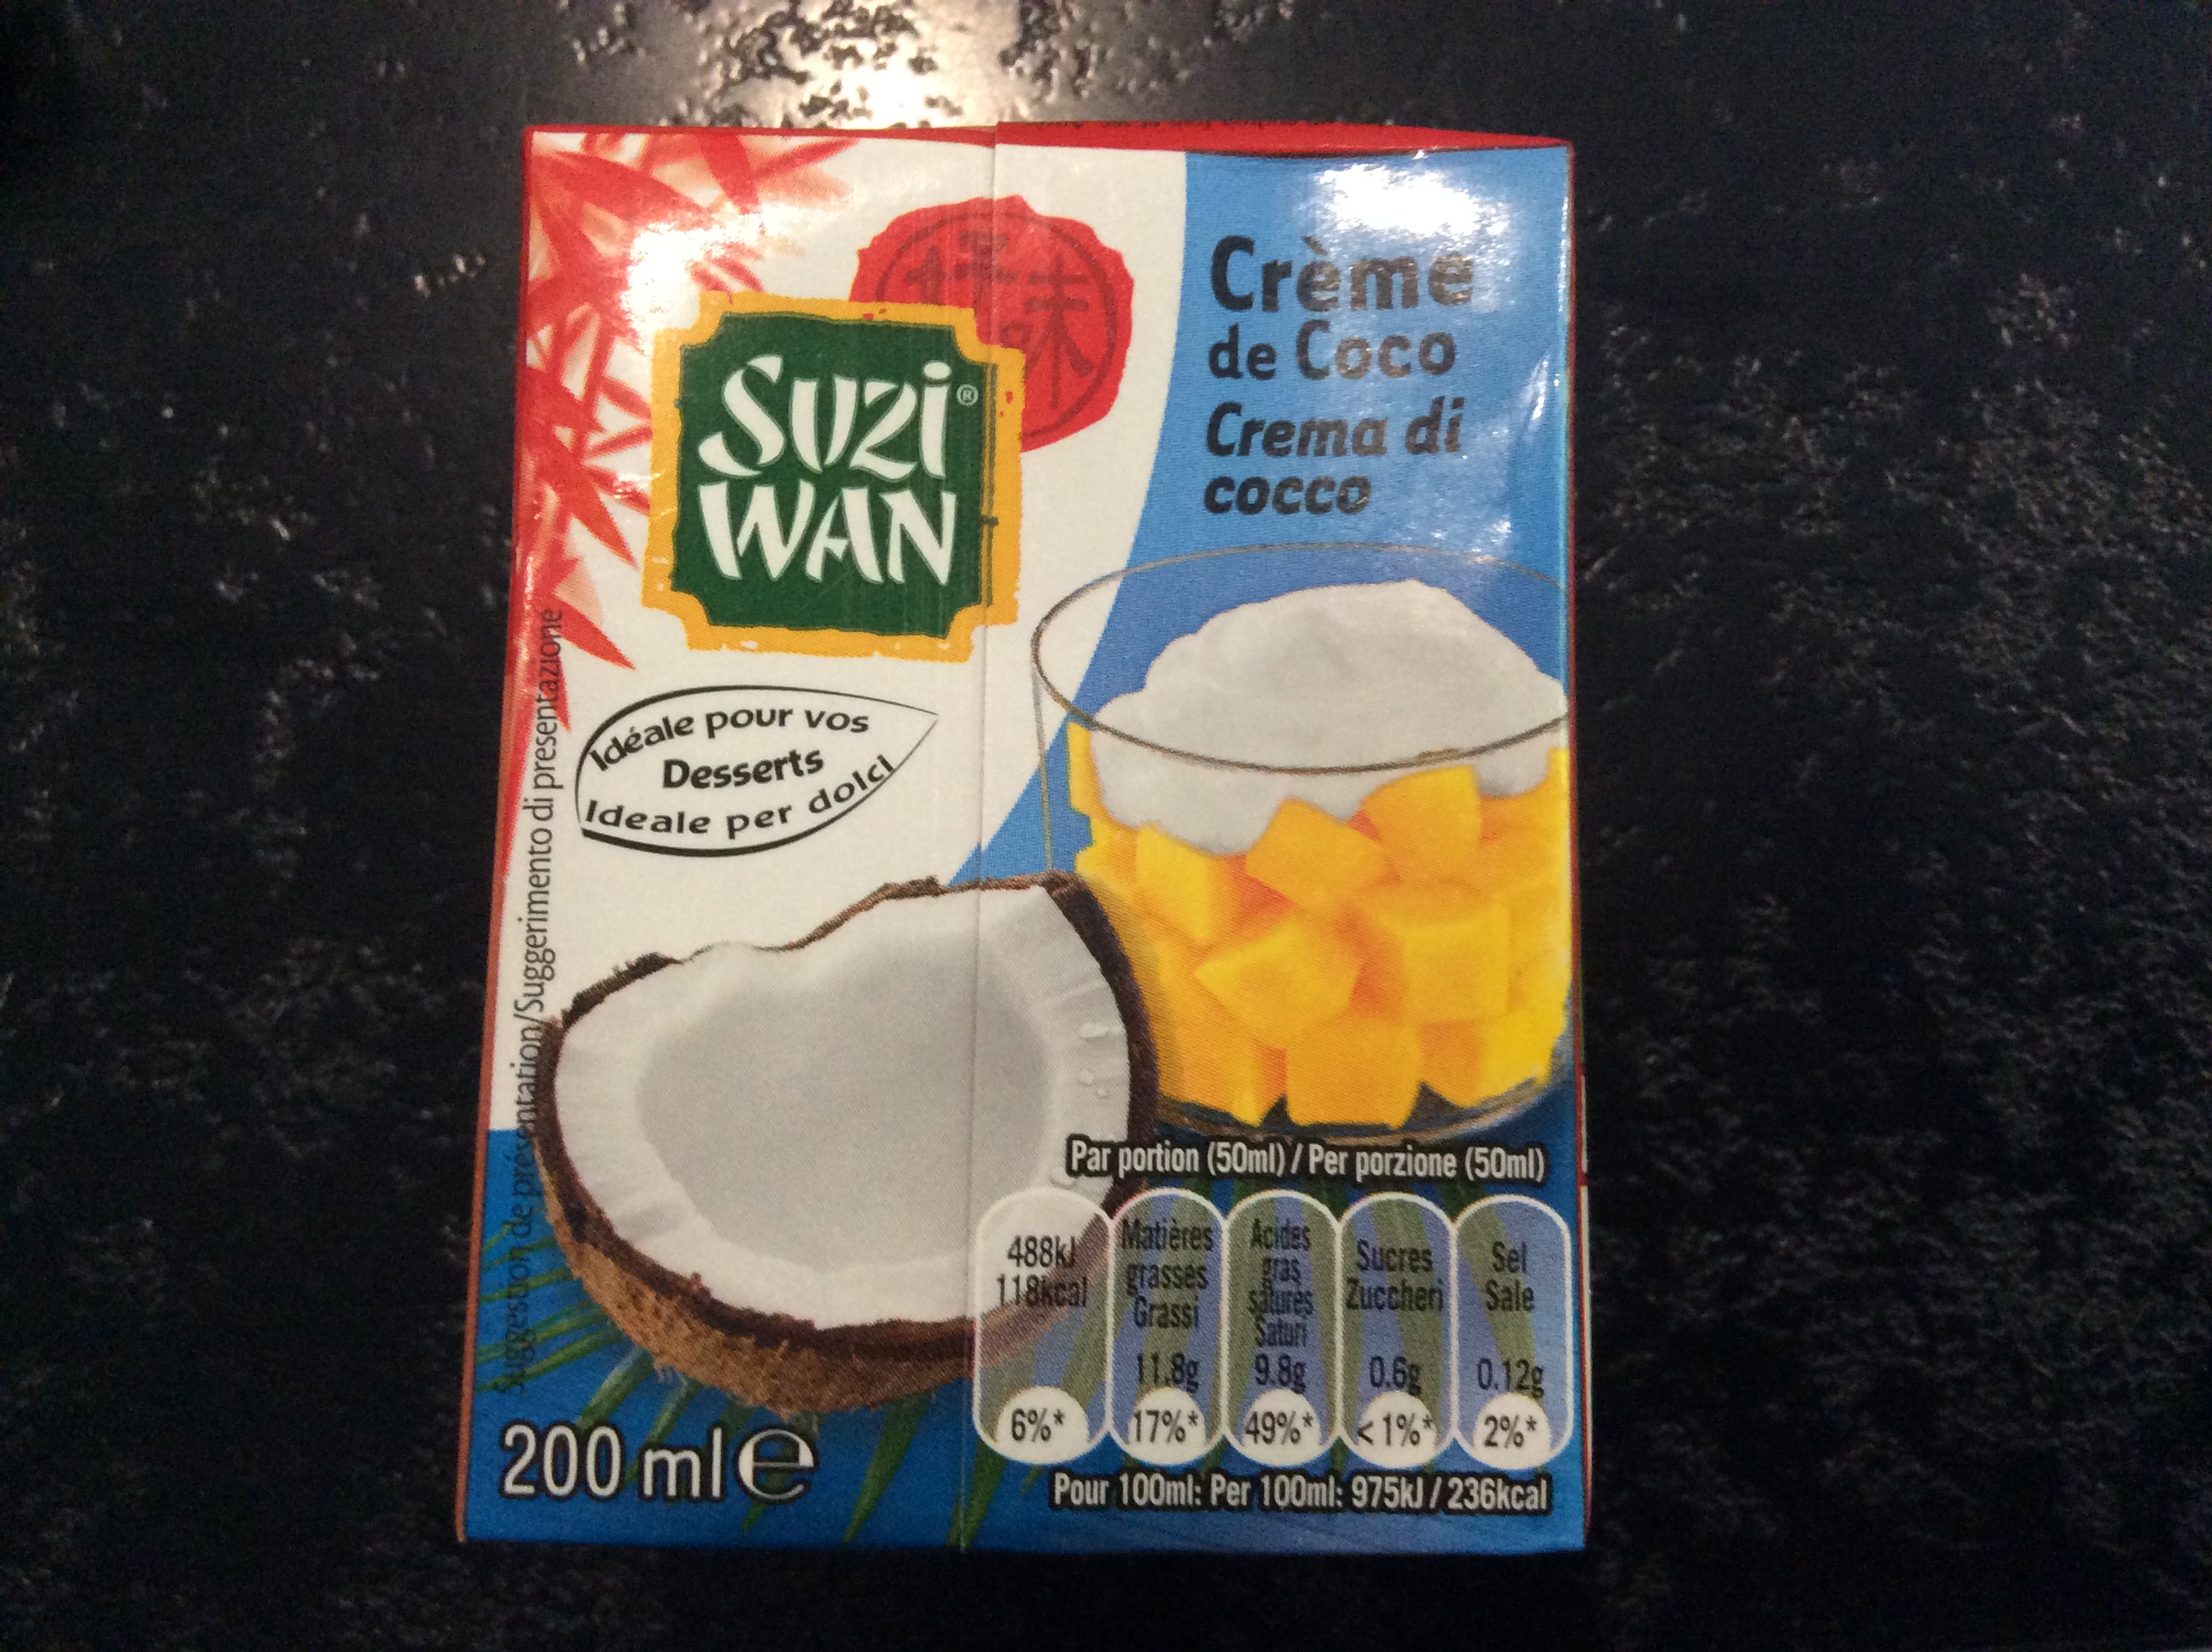 好味
SUZI®
WAN
Crème
de Coco
Crema di
cocco
Idéale pour vos
Desserts
Ideale per dolci
Suggestion de présentation/Suggerimento di presentazione
Par portion (50ml) / Per porzione (50ml)
488kJ
118kcal
6%*
Matières
grasses
Grassi
11.8g
17%*
Acides
gras
saturés
Saturi
9.8g
49%*
Sucres
Zuccheri
0.6g
<1%*
Sel
Sale
0.12g
2%*
200 ml e
Pour 100ml: Per 100ml: 975kJ / 236kcal